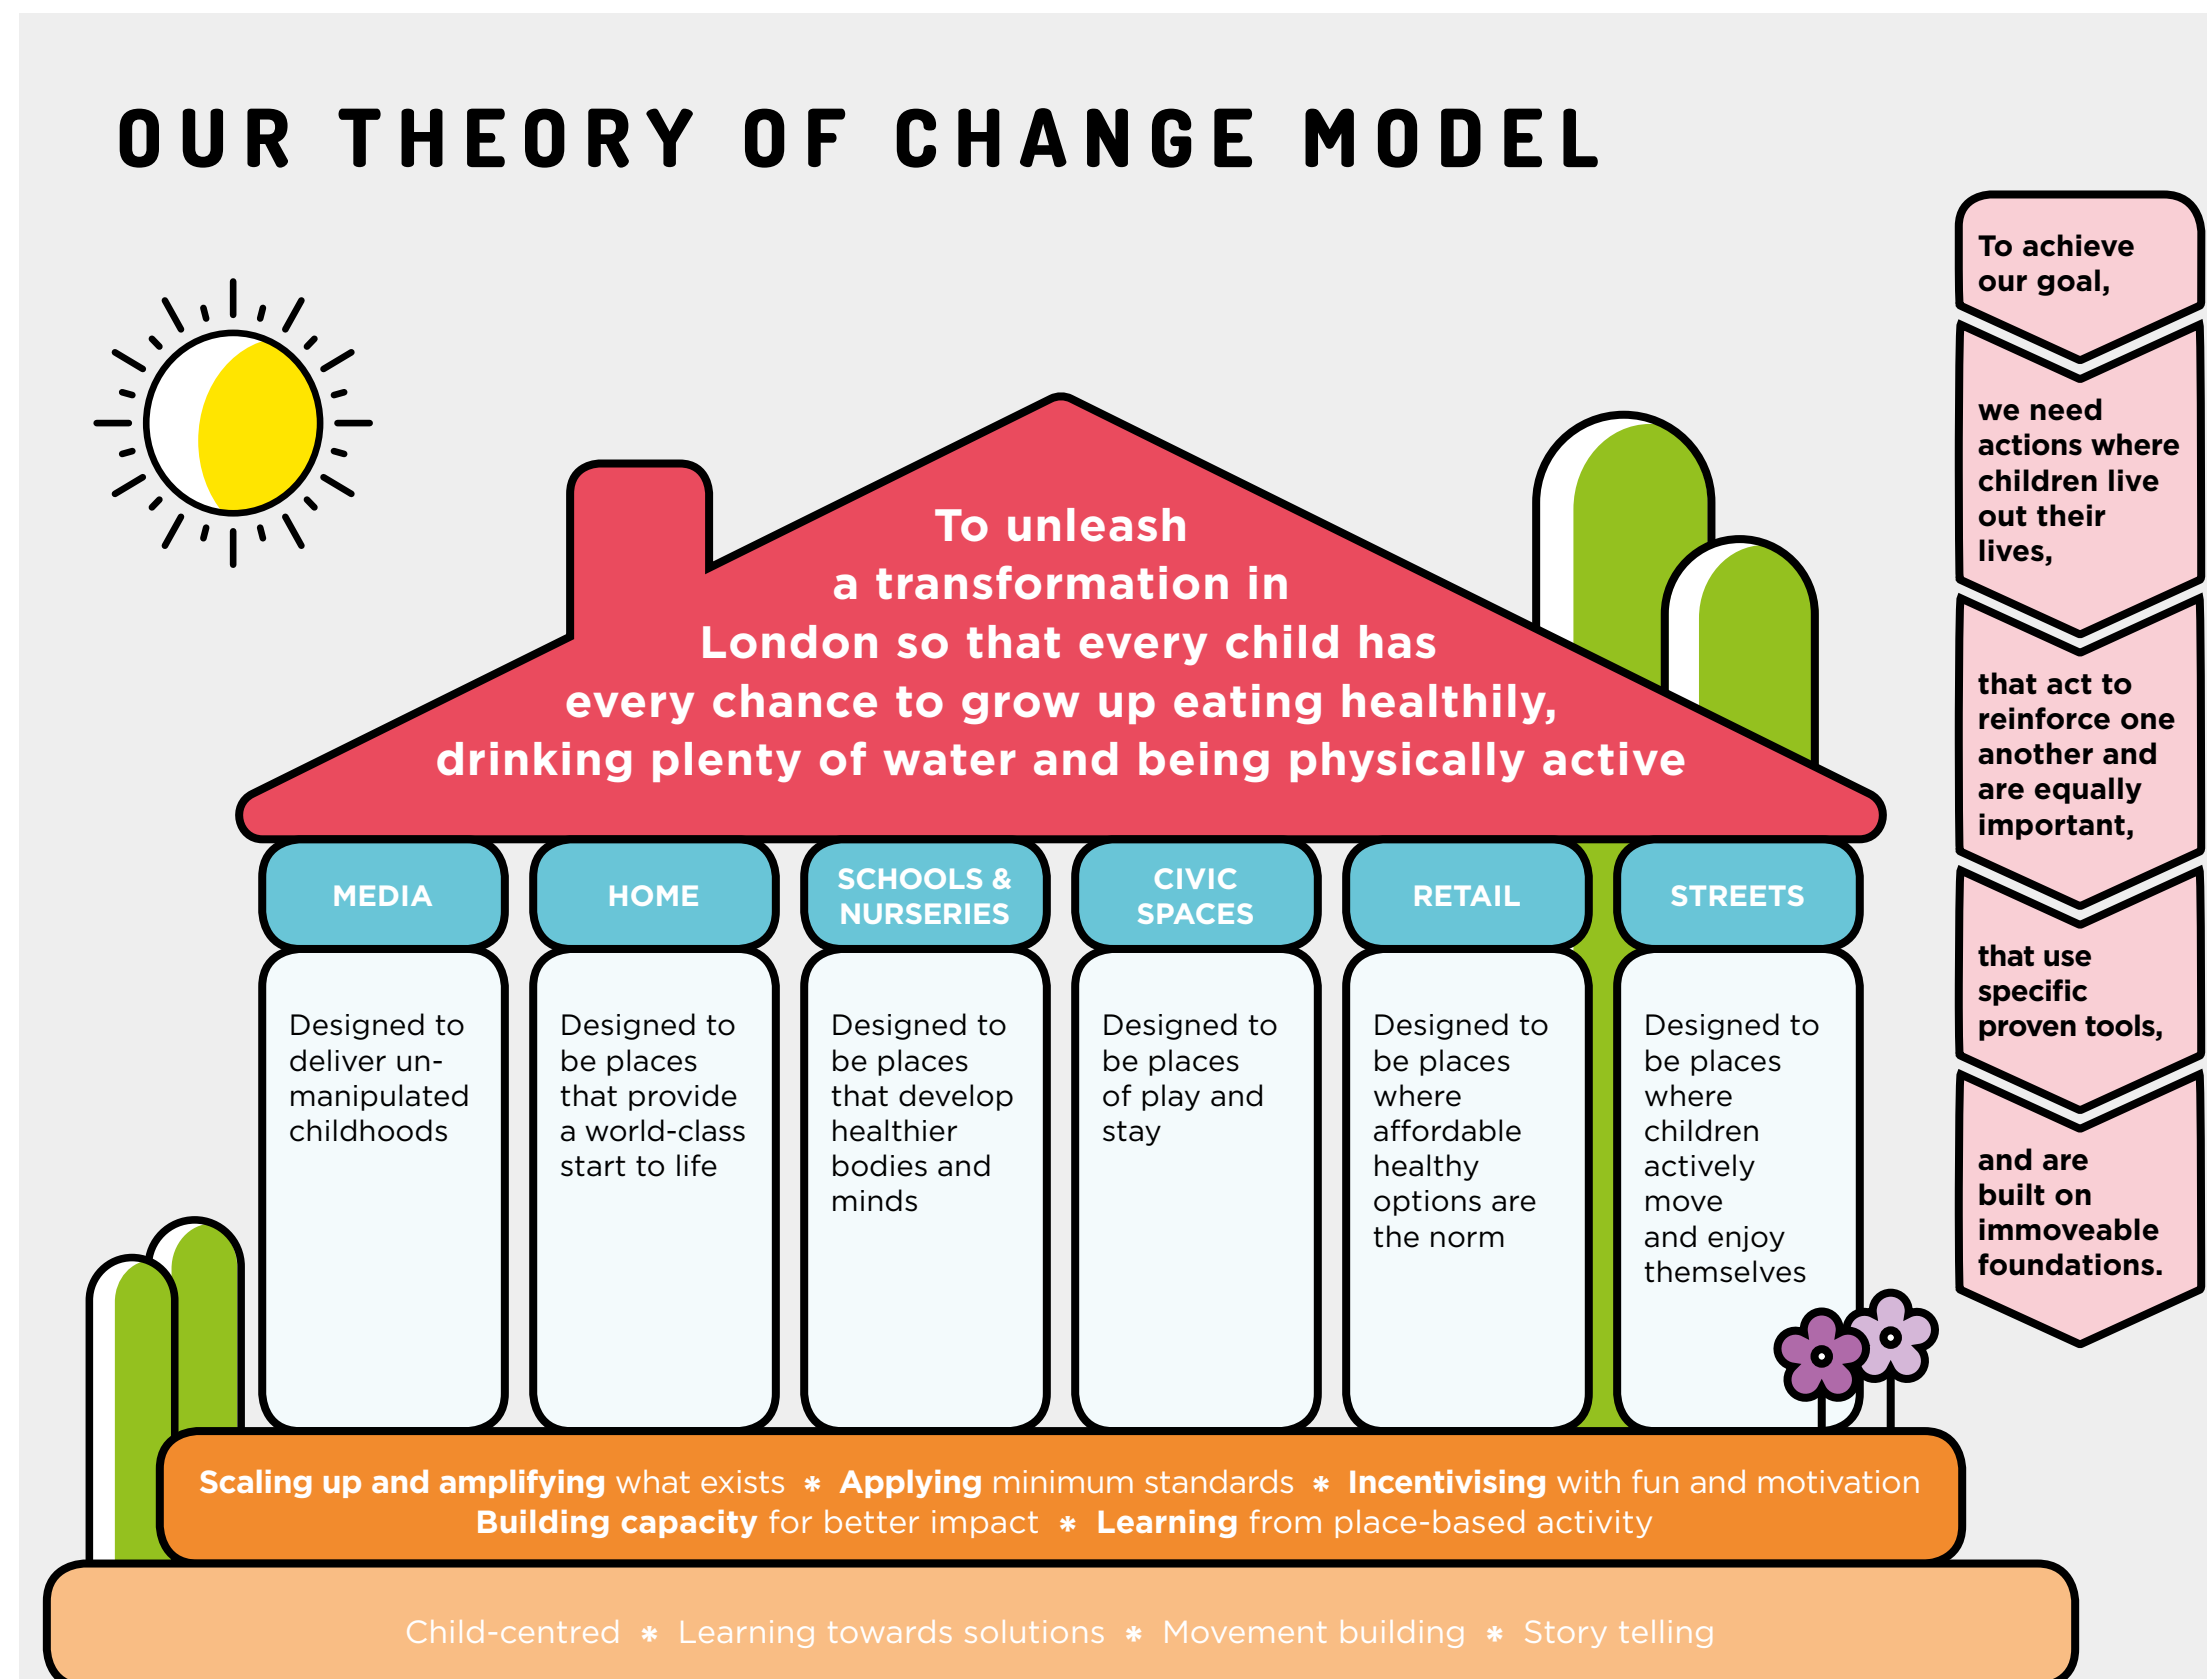 OUR THEORY OF CHANGE MODEL
To unleash
a transformation in
London so that every child has
every chance to grow up eating healthily,
drinking plenty of water and being physically active
MEDIA
Designed to
deliver un-
manipulated
childhoods
HOME
Designed to
be places
that provide
a world-class
start to life
SCHOOLS &
NURSERIES
Designed to
be places
that develop
healthier
bodies and
minds
CIVIC
SPACES
Designed to
be places
of play and
stay
RETAIL
Designed to
be places
where
affordable
healthy
options are
the norm
STREETS
Designed to
be places
where
children
actively
move
and enjoy
themselves
Scaling up and amplifying what exists * Applying minimum standards * Incentivising with fun and motivation
Building capacity for better impact * Learning from place-based activity
Child-centred * Learning towards solutions * Movement building * Story telling
To achieve
our goal,
we need
actions where
children live
out their
lives,
that act to
reinforce one
another and
are equally
important,
that use
specific
proven tools,
and are
built on
immoveable
foundations.